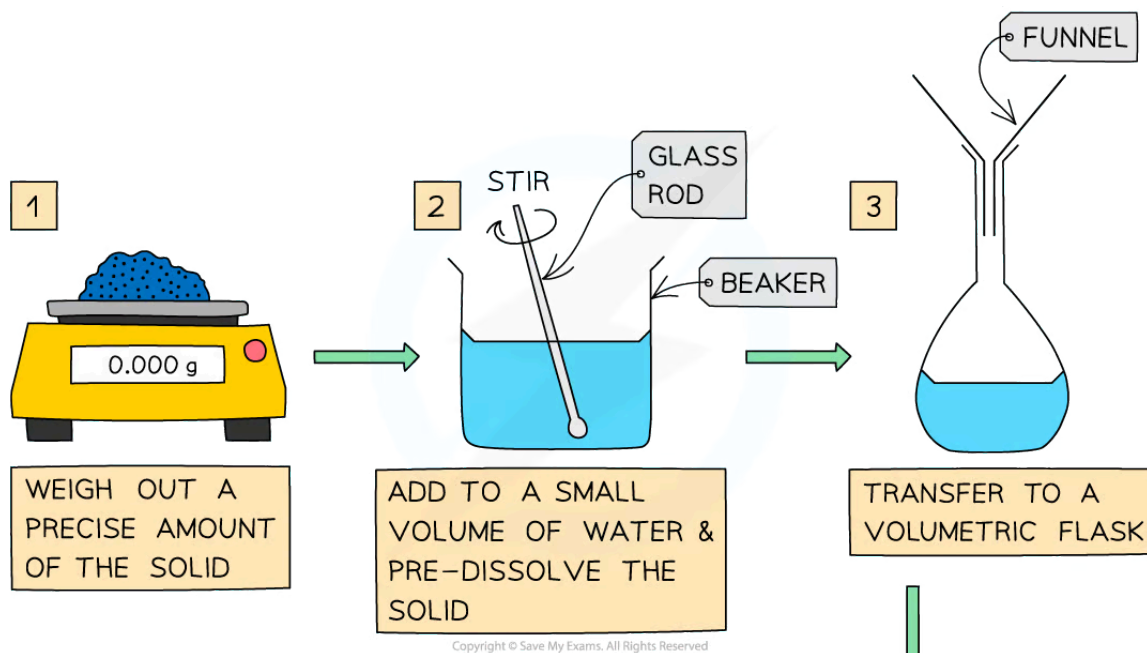 FUNNEL
GLASS
ROD
STIR
1
2
3
BEAKER
0.000 g
WEIGH OUT A
PRECISE AMOUNT
OF THE SOLID
ADD TO A SMALL
VOLUME OF WATER &
PRE-DISSOLVE THE
SOLID
TRANSFER TO A
VOLUMETRIC FLASK
Copyright © Save My Exams. All Rights Reserved